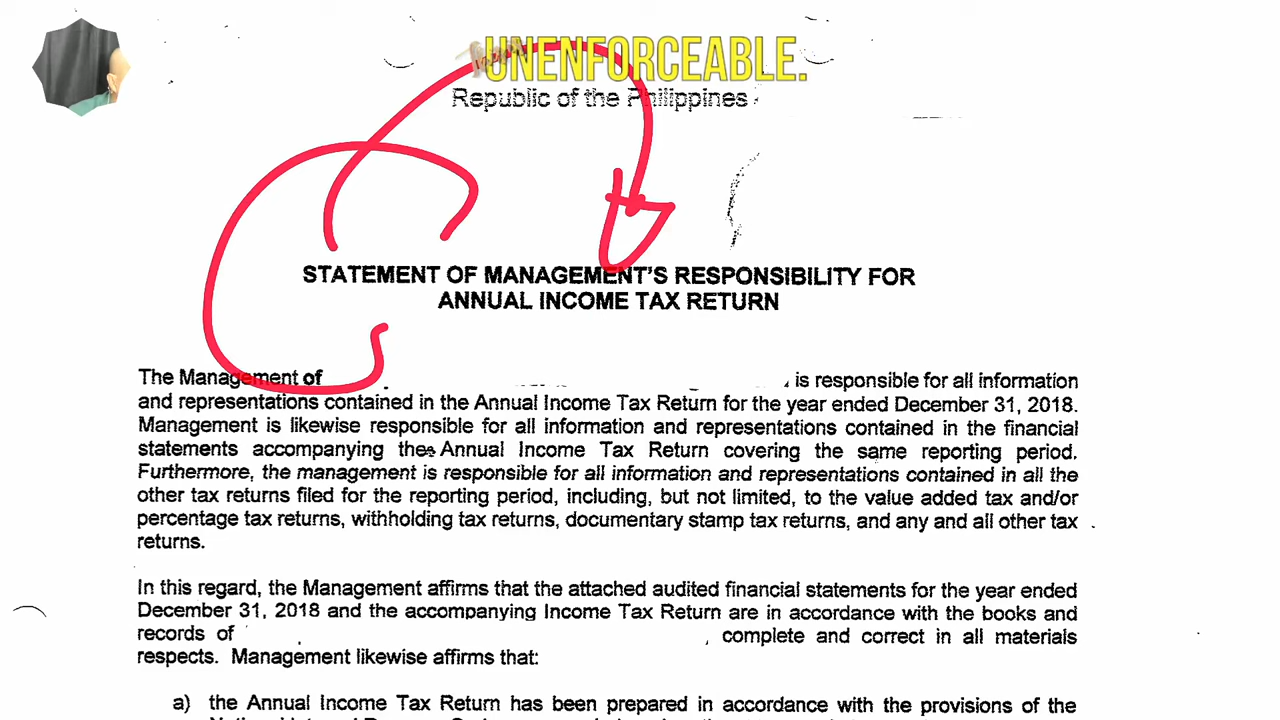 UNENFORCEABLE.
Republic of the Philippines
STATEMENT OF MANAGEMENT'S RESPONSIBILITY FOR
ANNUAL INCOME TAX RETURN
The Management of is responsible for all information
and representations contained in the Annual Income Tax Return for the year ended December 31, 2018.
Management is likewise responsible for all information and representations contained in the financial
statements accompanying the Annual Income Tax Return covering the same reporting period.
Furthermore, the management is responsible for all information and representations contained in all the
other tax returns filed for the reporting period, including, but not limited, to the value added tax and/or
percentage tax returns, withholding tax returns, documentary stamp tax returns, and any and all other tax
returns.
In this regard, the Management affirms that the attached audited financial statements for the year ended
December 31, 2018 and the accompanying Income Tax Return are in accordance with the books and
records of , complete and correct in all materials
respects. Management likewise affirms that:
a) the Annual Income Tax Return has been prepared in accordance with the provisions of the